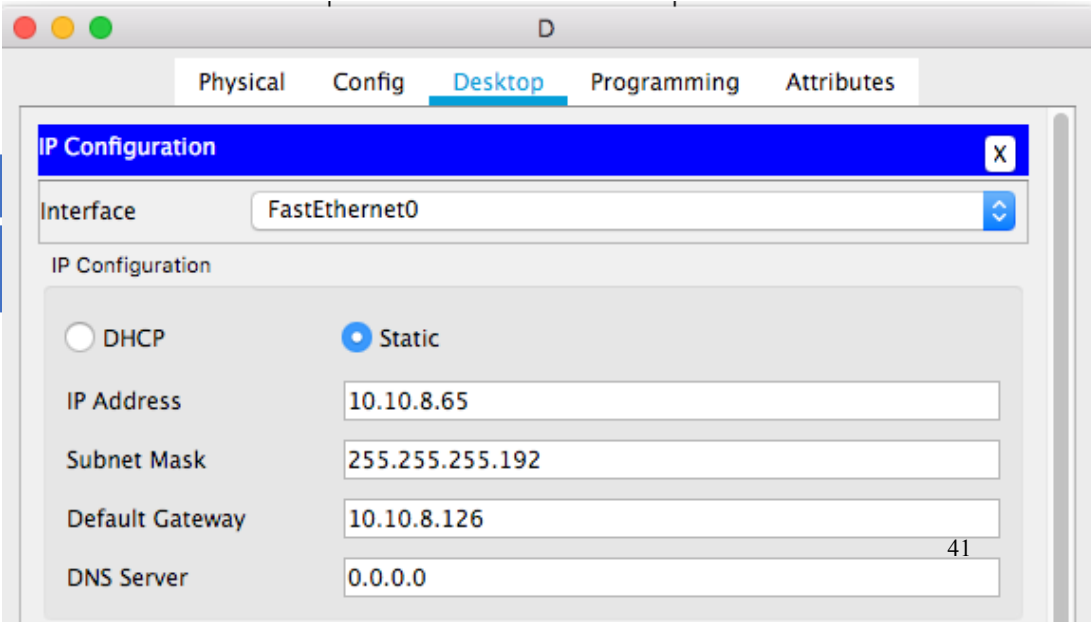 D
Physical Config Desktop Programming Attributes
IP Configuration X
Interface FastEthernet0
IP Configuration
DHCP Static
IP Address 10.10.8.65
Subnet Mask 255.255.255.192
Default Gateway 10.10.8.126
41
DNS Server 0.0.0.0